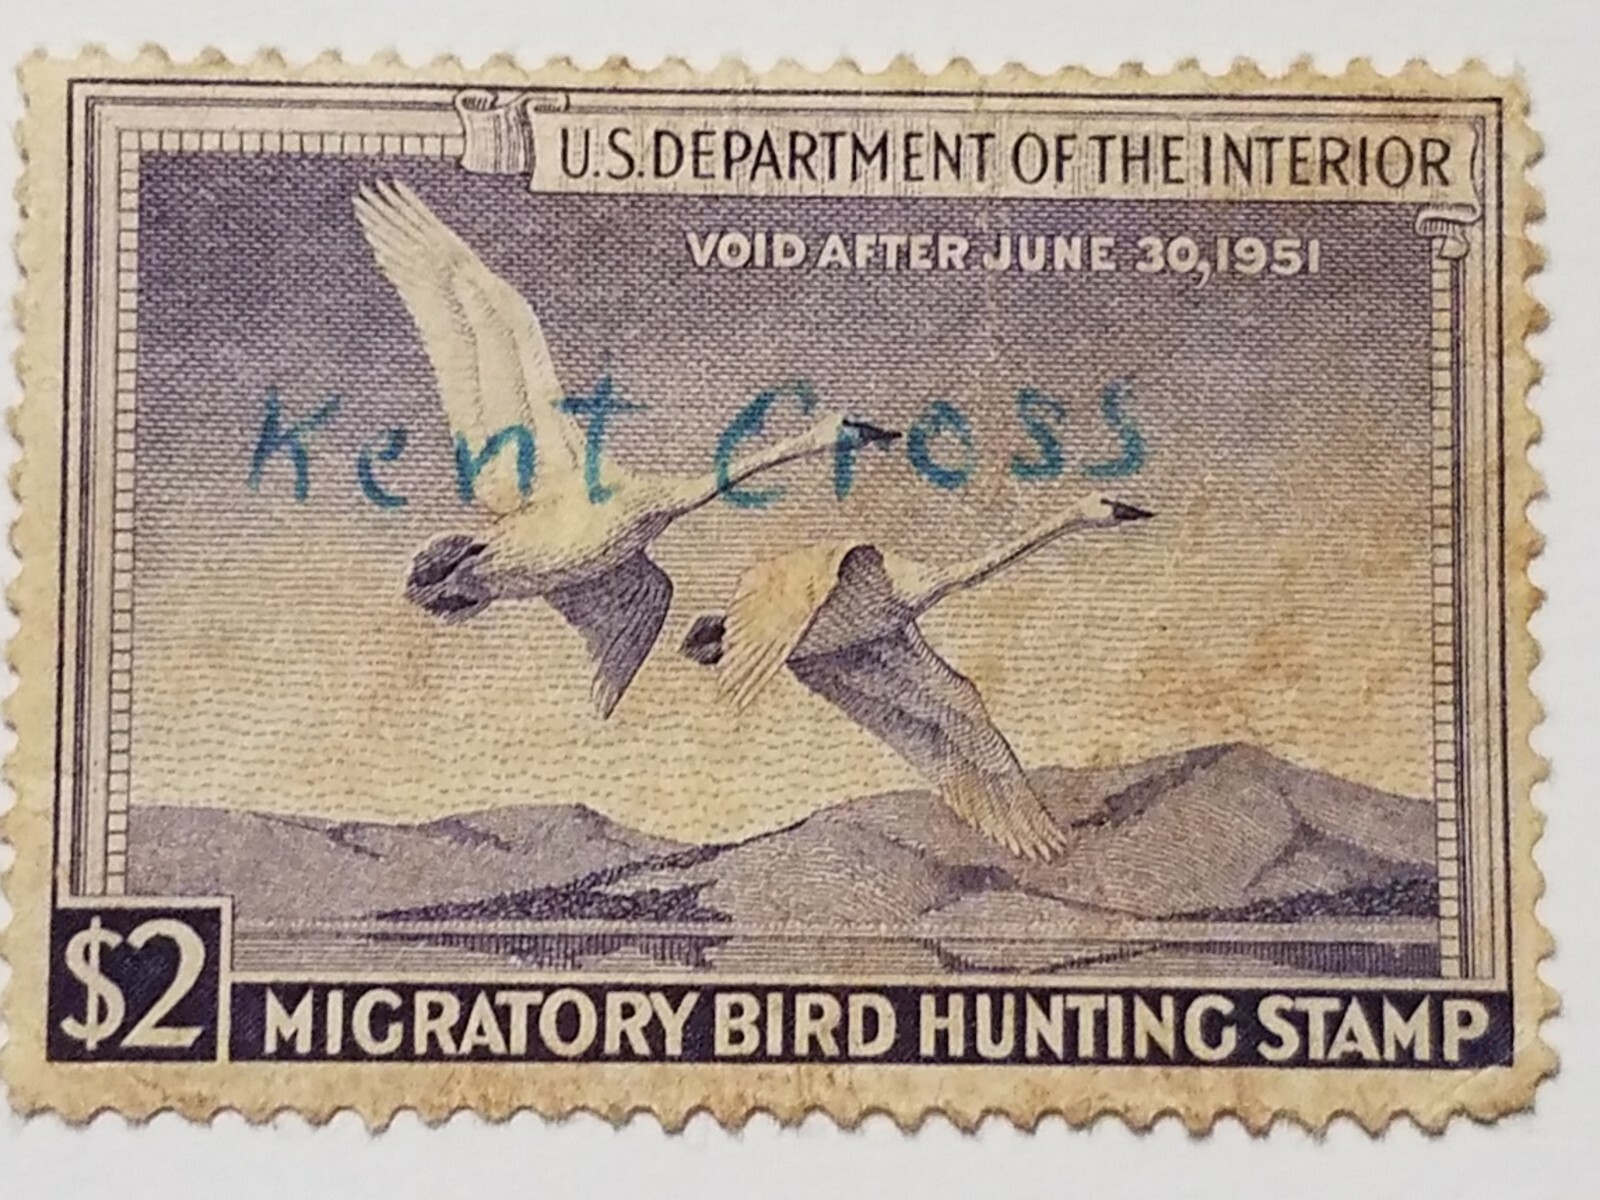 U.S. DEPARTMENT OF THE INTERIOR
VOID AFTER JUNE 30, 1951
Kent Cross
$2
MIGRATORY BIRD HUNTING STAMP